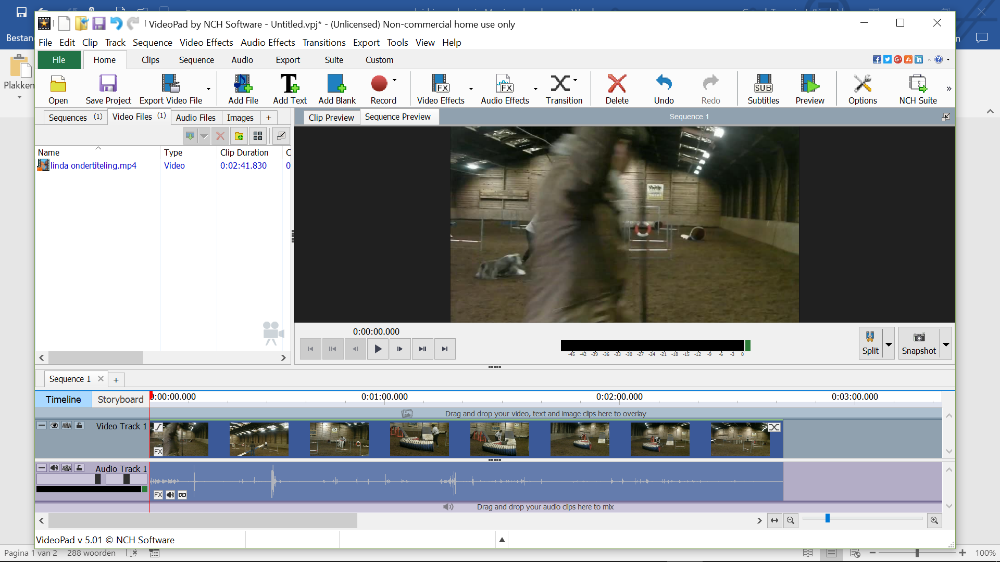 Bestan
Plakken
VideoPad by NCH Software - Untitled.vpj* - (Unlicensed) Non-commercial home use only
File Edit Clip Track Sequence Video Effects Audio Effects Transitions Export Tools View Help
File Home Clips Sequence Audio Export Suite Custom
Open Save Project Export Video File Add File Add Text Add Blank Record Video Effects Audio Effects Transition Delete Undo Redo Subtitles Preview Options NCH Suite »
Sequences (1) Video Files (1) Audio Files Images +
Clip Preview Sequence Preview Sequence 1
Name Type Clip Duration C
linda ondertiteling.mp4 Video 0:02:41.830 0
0:00:00.000
-45 -42 -39 -36 -33 -30 -27 -24 -21 -18 -15 -12 -9 -6 -3 0
Split Snapshot
Sequence 1 +
Timeline Storyboard 0:00:00.000 0:01:00.000 0:02:00.000 0:03:00.000
Drag and drop your video, text and image clips here to overlay
Video Track 1
FX
Audio Track 1
FX
Drag and drop your audio clips here to mix
VideoPad v 5.01 © NCH Software
Pagina 1 van 2 288 woorden 100%